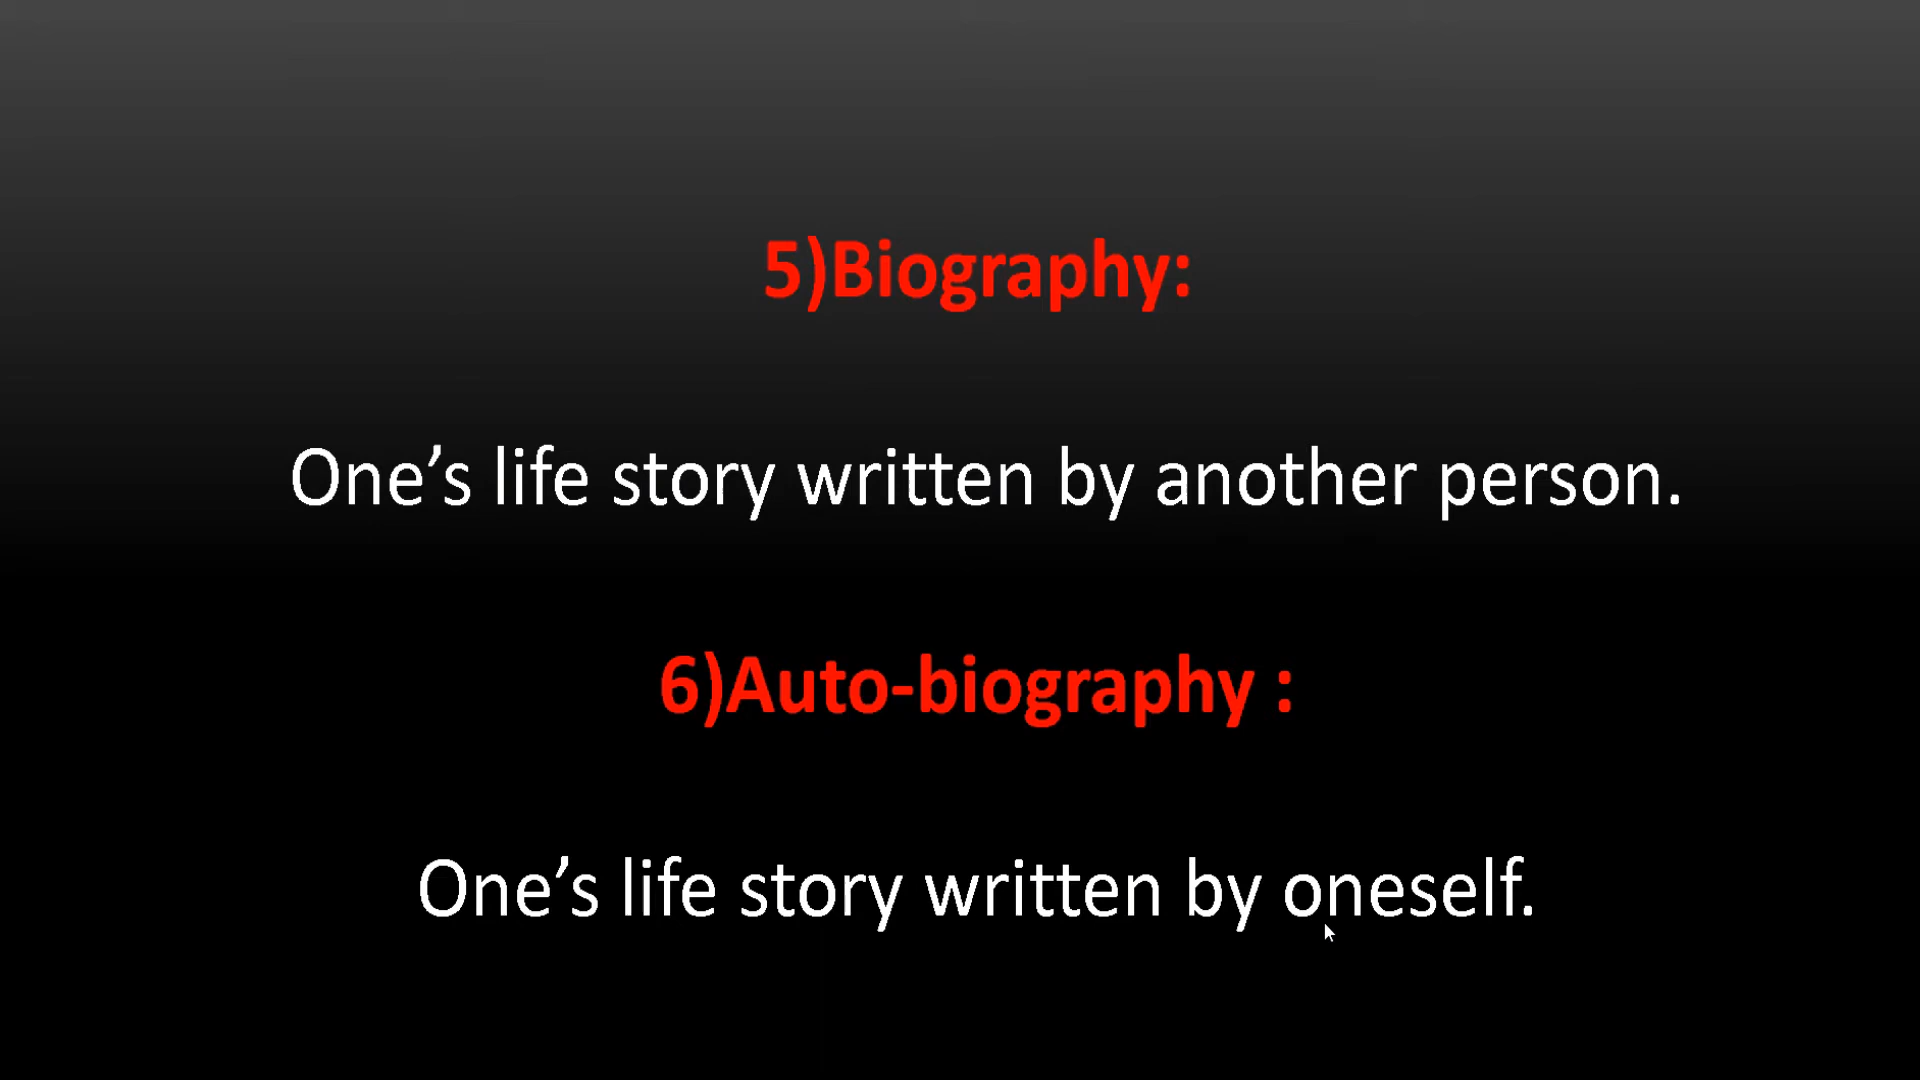 5)Biography:
One’s life story written by another person.
6)Auto-biography :
One’s life story written by oneself.